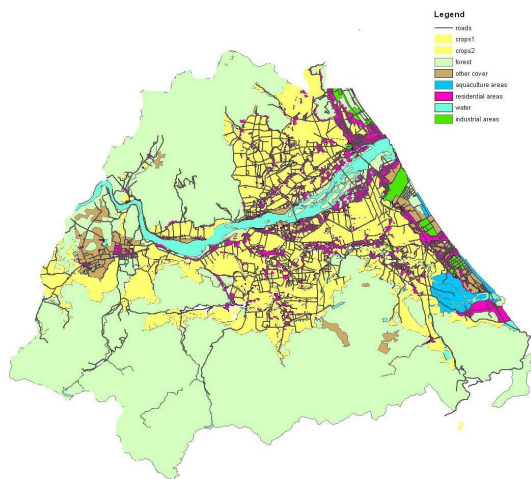 Legend
roads
crops1
crops2
forest
other cover
aquaculture areas
residential areas
water
industrial areas